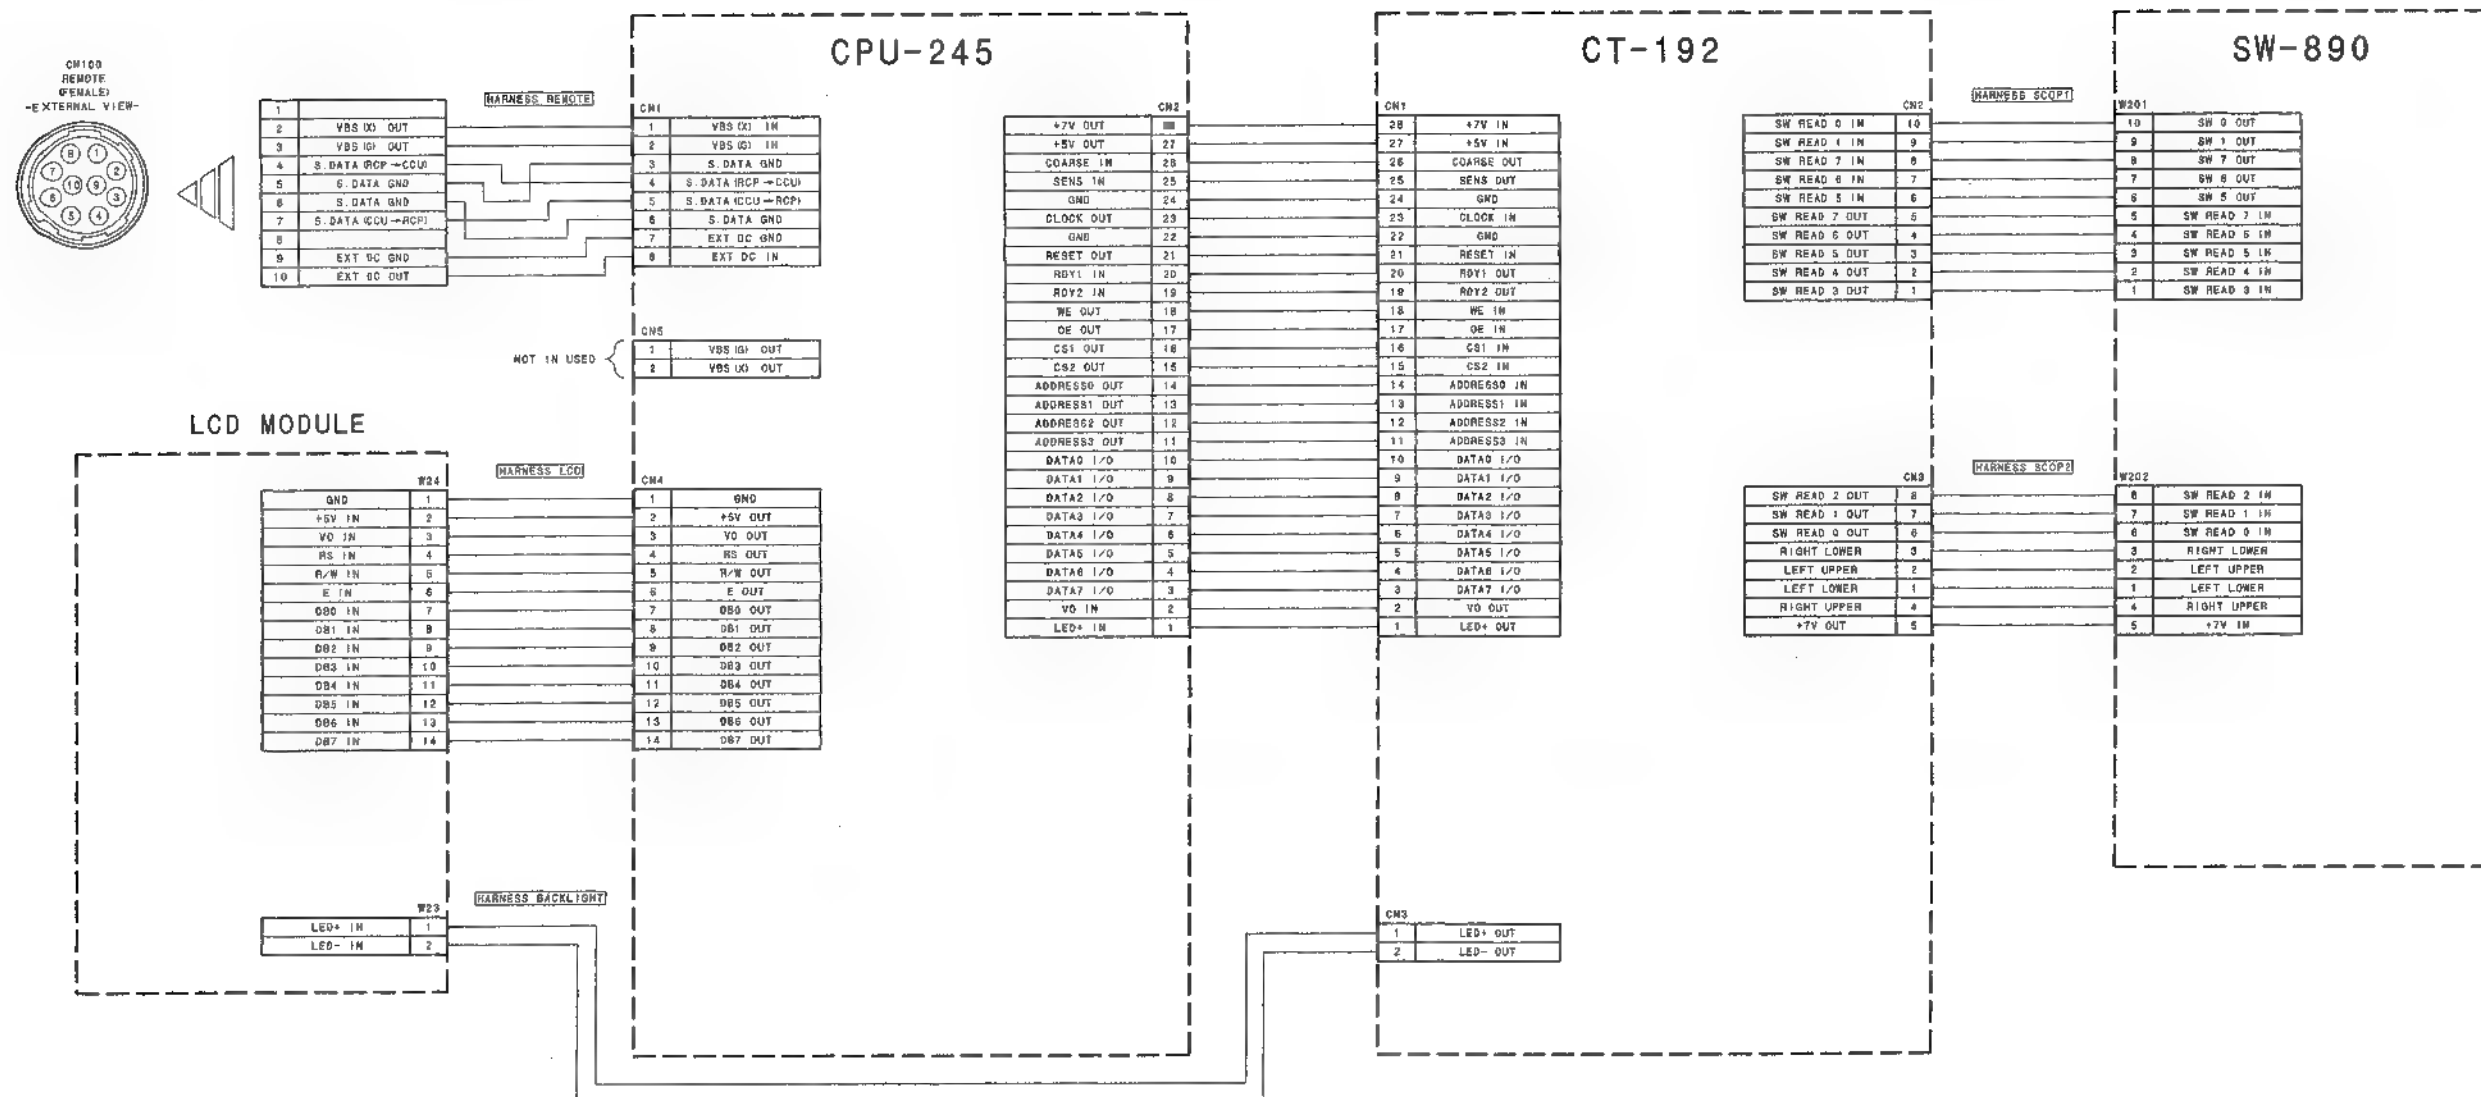 CPU-245
CT-192
SW-890
CN100
REMOTE
(FEMALE)
-EXTERNAL VIEW-
8 1
7 2
10 9
6 3
5 4
HARNESS REMOTE
1
2 VBS (X) OUT
3 VBS (G) OUT
4 S.DATA (RCP→CCU)
5 S.DATA GND
6 S.DATA GND
7 S.DATA (CCU→RCP)
8
9 EXT DC GND
10 EXT DC OUT
CN1
1 VBS (X) IN
2 VBS (G) IN
3 S.DATA GND
4 S.DATA (RCP→CCU)
5 S.DATA (CCU→RCP)
6 S.DATA GND
7 EXT DC GND
8 EXT DC IN
CN5
NOT IN USED
1 VBS (G) OUT
2 VBS (X) OUT
LCD MODULE
HARNESS LCD
W24
GND 1
+5V IN 2
VO IN 3
RS IN 4
R/W IN 5
E IN 6
DB0 IN 7
DB1 IN 8
DB2 IN 9
DB3 IN 10
DB4 IN 11
DB5 IN 12
DB6 IN 13
DB7 IN 14
CN4
1 GND
2 +5V OUT
3 VO OUT
4 RS OUT
5 R/W OUT
6 E OUT
7 DB0 OUT
8 DB1 OUT
9 DB2 OUT
10 DB3 OUT
11 DB4 OUT
12 DB5 OUT
13 DB6 OUT
14 DB7 OUT
HARNESS BACKLIGHT
W23
LED+ IN 1
LED- IN 2
CN2
+7V OUT
+5V OUT 27
COARSE IN 26
SENS IN 25
GND 24
CLOCK OUT 23
GND 22
RESET OUT 21
RDY1 IN 20
RDY2 IN 19
WE OUT 18
OE OUT 17
CS1 OUT 16
CS2 OUT 15
ADDRESS0 OUT 14
ADDRESS1 OUT 13
ADDRESS2 OUT 12
ADDRESS3 OUT 11
DATA0 I/O 10
DATA1 I/O 9
DATA2 I/O 8
DATA3 I/O 7
DATA4 I/O 6
DATA5 I/O 5
DATA6 I/O 4
DATA7 I/O 3
VO IN 2
LED+ IN 1
CN1
28 +7V IN
27 +5V IN
26 COARSE OUT
25 SENS OUT
24 GND
23 CLOCK IN
22 GND
21 RESET IN
20 RDY1 OUT
19 RDY2 OUT
18 WE IN
17 OE IN
16 CS1 IN
15 CS2 IN
14 ADDRESS0 IN
13 ADDRESS1 IN
12 ADDRESS2 IN
11 ADDRESS3 IN
10 DATA0 I/O
9 DATA1 I/O
8 DATA2 I/O
7 DATA3 I/O
6 DATA4 I/O
5 DATA5 I/O
4 DATA6 I/O
3 DATA7 I/O
2 VO OUT
1 LED+ OUT
CN3
1 LED+ OUT
2 LED- OUT
HARNESS SCOP1
CN2
SW READ 0 IN 10
SW READ 1 IN 9
SW READ 7 IN 8
SW READ 6 IN 7
SW READ 5 IN 6
SW READ 7 OUT 5
SW READ 6 OUT 4
SW READ 5 OUT 3
SW READ 4 OUT 2
SW READ 3 OUT 1
W201
10 SW 0 OUT
9 SW 1 OUT
8 SW 7 OUT
7 SW 6 OUT
6 SW 5 OUT
5 SW READ 7 IN
4 SW READ 6 IN
3 SW READ 5 IN
2 SW READ 4 IN
1 SW READ 3 IN
HARNESS SCOP2
CN3
SW READ 2 OUT 8
SW READ 1 OUT 7
SW READ 0 OUT 6
RIGHT LOWER 3
LEFT UPPER 2
LEFT LOWER 1
RIGHT UPPER 4
+7V OUT 5
W202
8 SW READ 2 IN
7 SW READ 1 IN
6 SW READ 0 IN
3 RIGHT LOWER
2 LEFT UPPER
1 LEFT LOWER
4 RIGHT UPPER
5 +7V IN